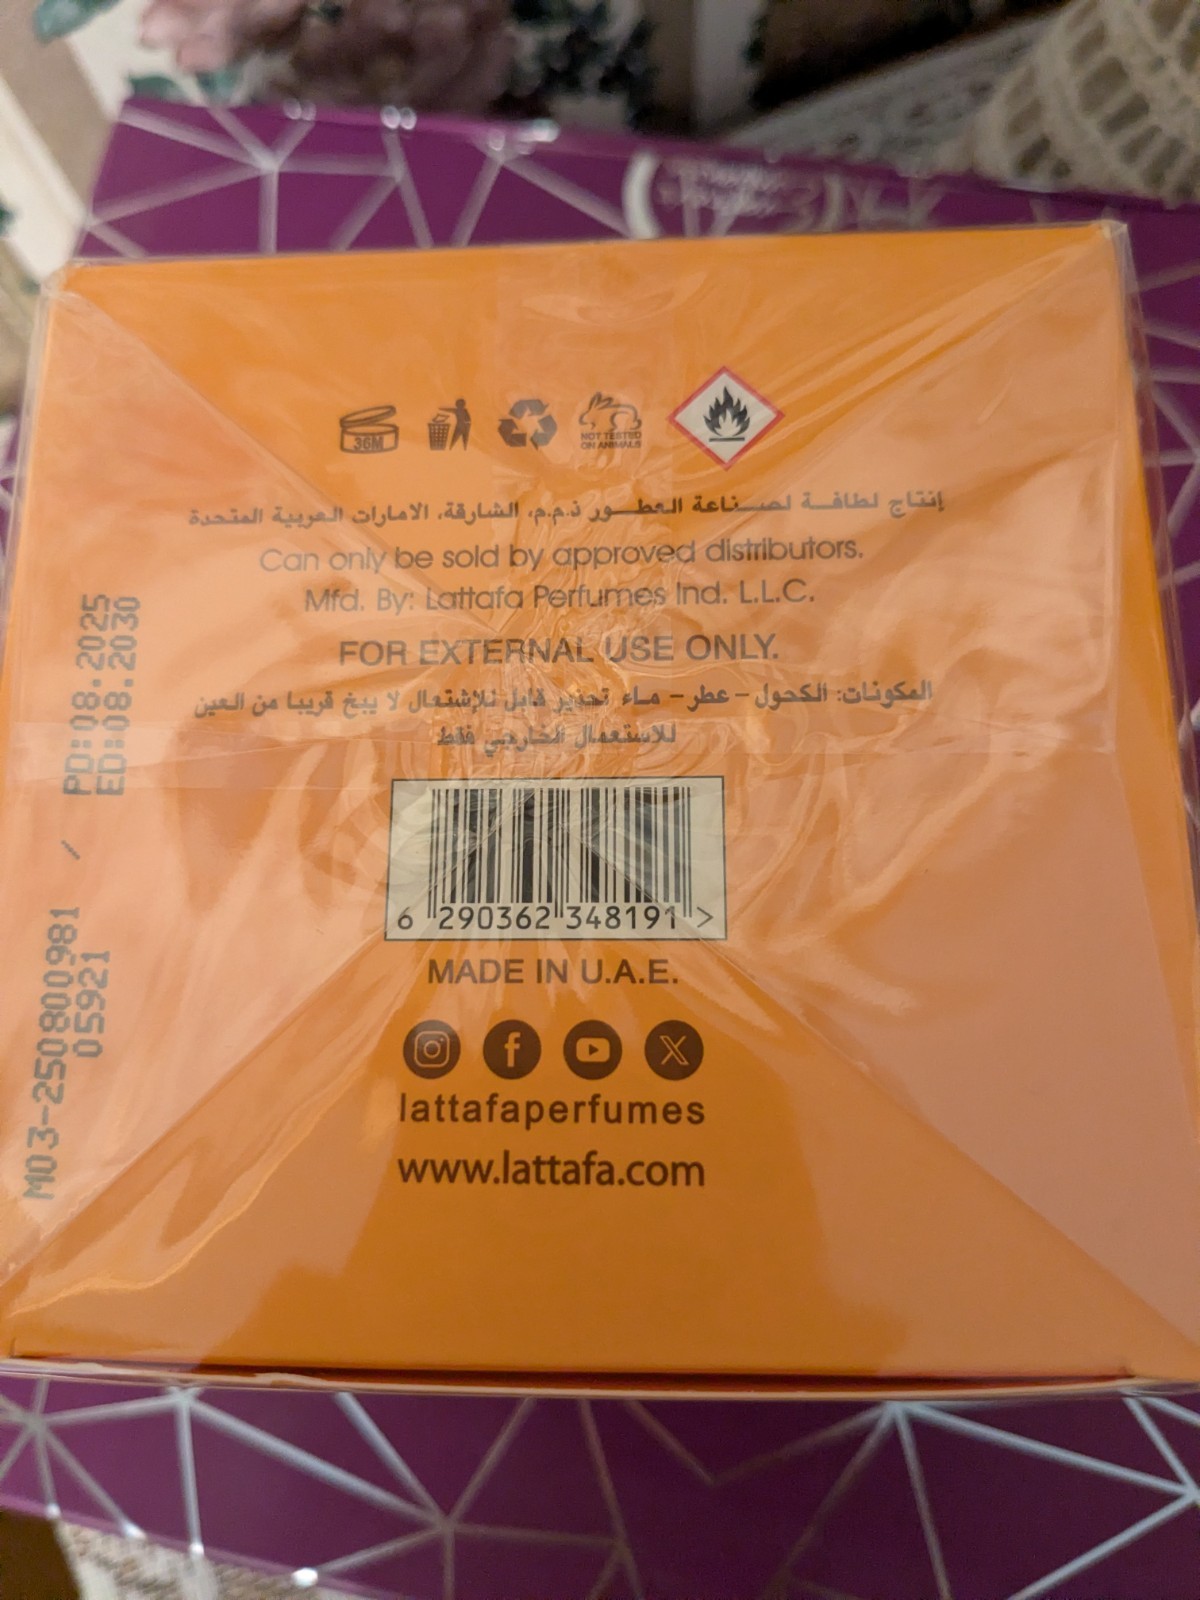 36M
NOT TESTED
ON ANIMALS
إنتاج لطافة لصناعة العطور ذ.م.م، الشارقة، الامارات العربية المتحدة
Can only be sold by approved distributors.
Mfd. By: Lattafa Perfumes Ind. L.L.C.
FOR EXTERNAL USE ONLY.
المكونات: الكحول - عطر - ماء تحذير قابل للإشتعال لا يبخ قريبا من العين
للاستعمال الخارجي فقط
6 290362 348191 >
MADE IN U.A.E.
lattafaperfumes
www.lattafa.com
M03-250800981 / PD:08.2025
05921 ED:08.2030